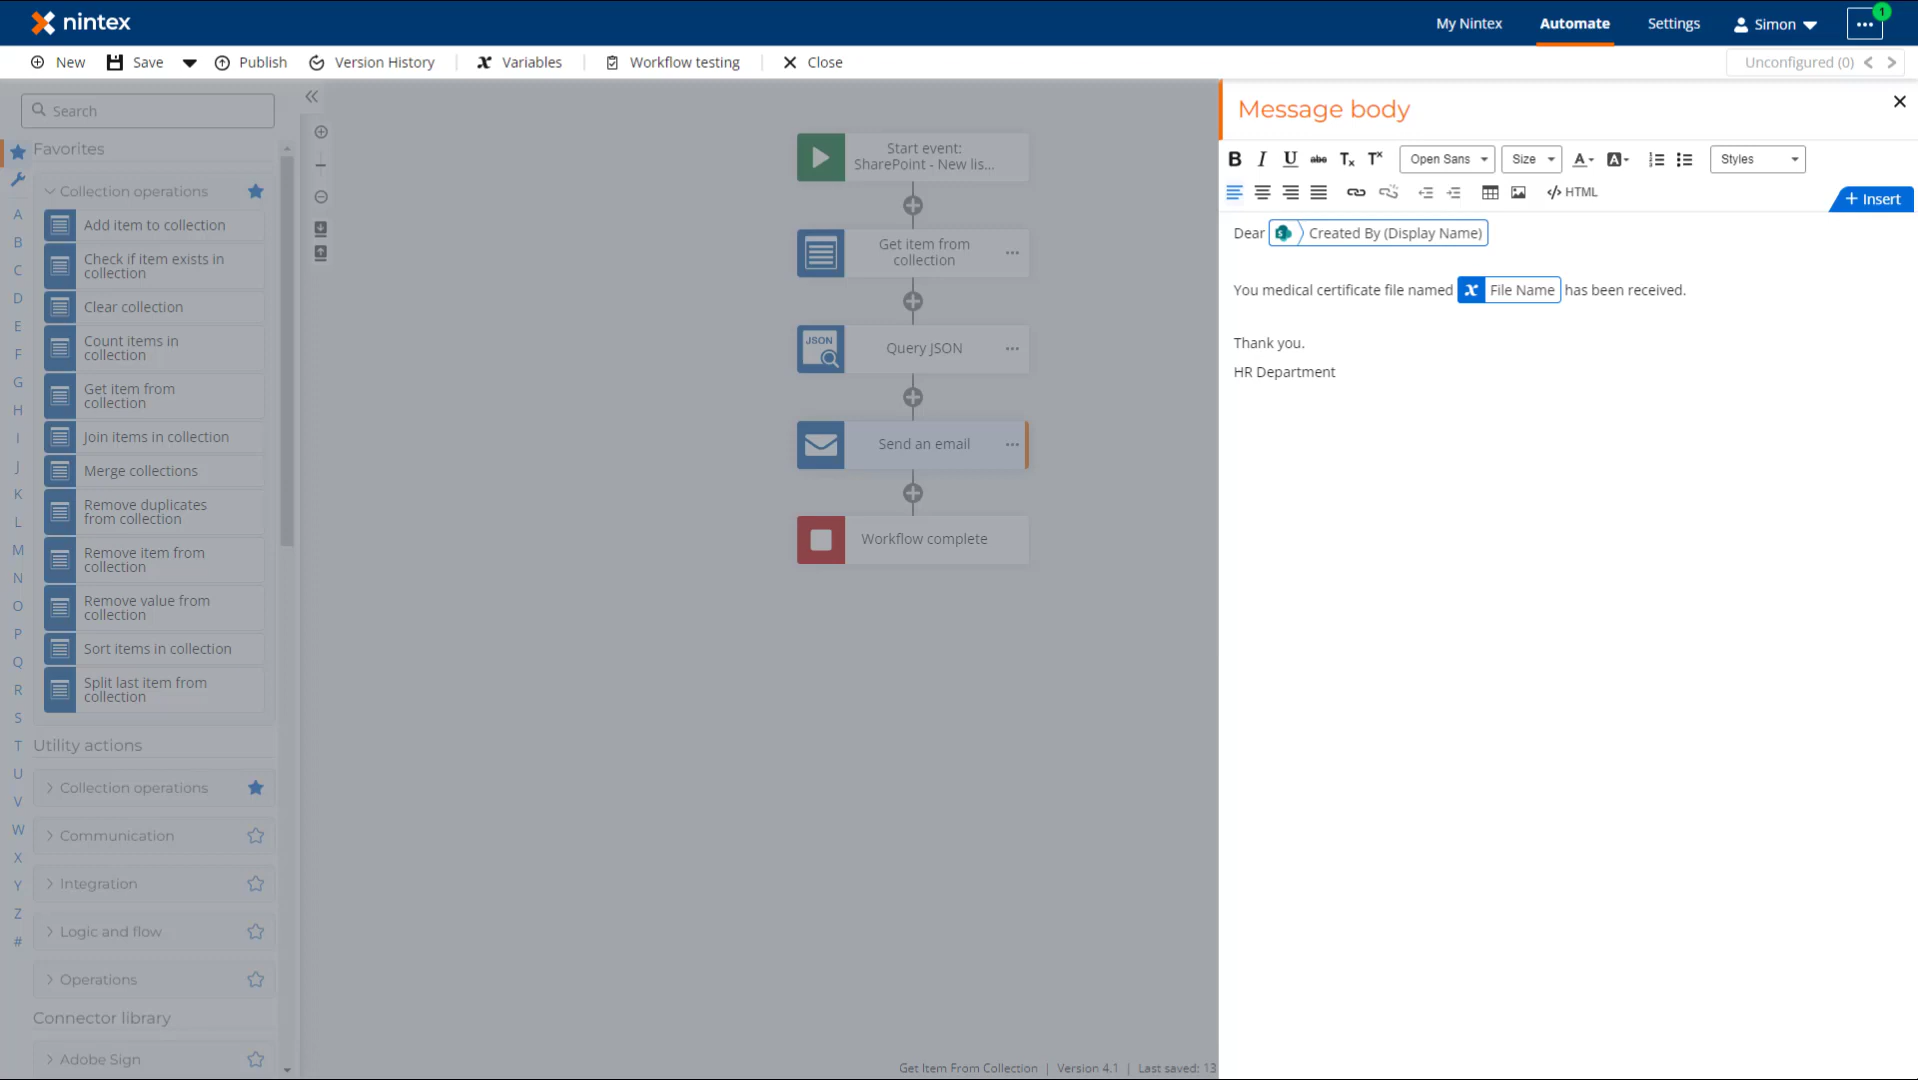 nintex
My Nintex
Automate
Settings
Simon
1
New
Save
Publish
Version History
Variables
Workflow testing
Close
Unconfigured (0)
Search
Favorites
Collection operations
Add item to collection
Check if item exists in
collection
Clear collection
Count items in
collection
Get item from
collection
Join items in collection
Merge collections
Remove duplicates
from collection
Remove item from
collection
Remove value from
collection
Sort items in collection
Split last item from
collection
Utility actions
Collection operations
Communication
Integration
Logic and flow
Operations
Connector library
Adobe Sign
A
B
C
D
E
F
G
H
I
J
K
L
M
N
O
P
Q
R
S
T
U
V
W
X
Y
Z
#
Start event:
SharePoint - New lis...
Get item from
collection
JSON
Query JSON
Send an email
Workflow complete
Get Item From Collection | Version 4.1 | Last saved: 13
Message body
B I U abc Tx Tx Open Sans Size A A Styles
HTML
Insert
Dear S Created By (Display Name)
You medical certificate file named x File Name has been received.
Thank you.
HR Department